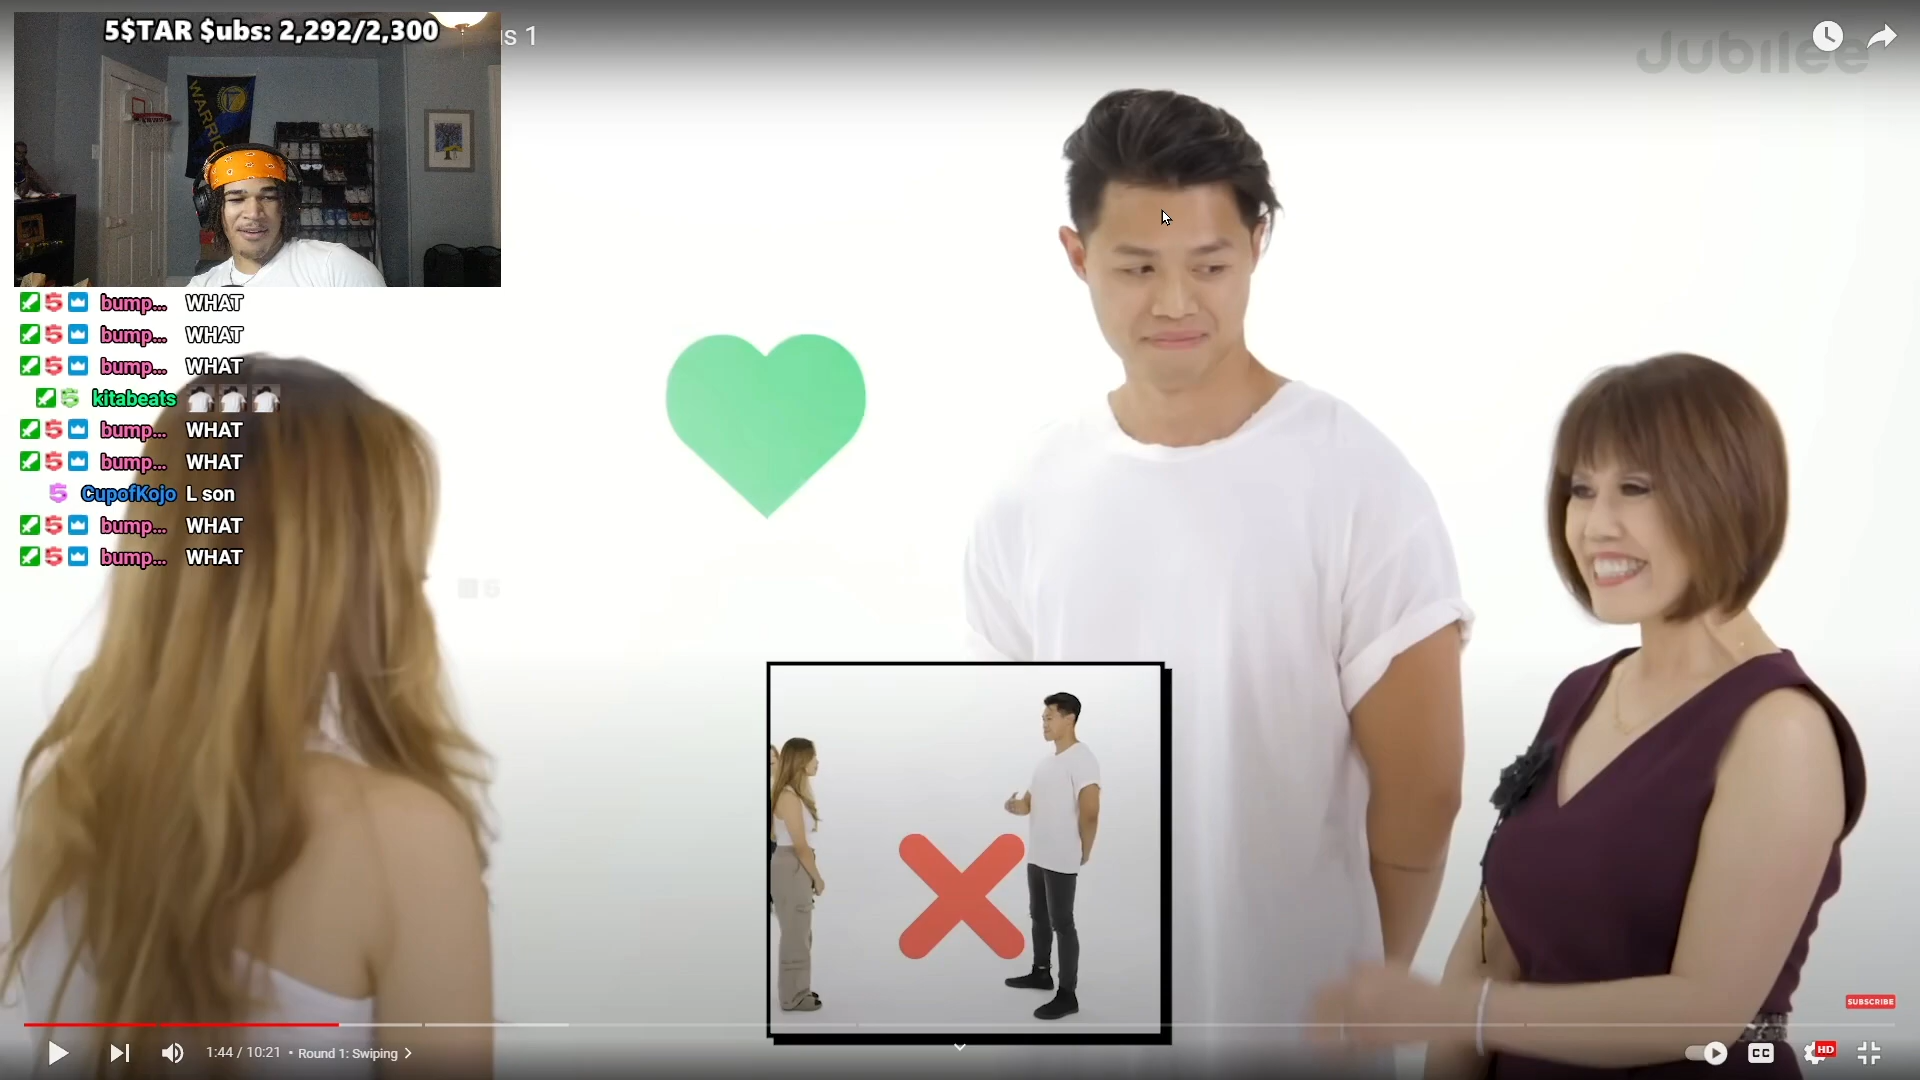 5$TAR $ubs: 2,292/2,300
s 1
Jubilee
WARRIO
bump... WHAT
bump... WHAT
bump... WHAT
kitabeats
bump... WHAT
bump... WHAT
CupofKojo L son
bump... WHAT
bump... WHAT
SUBSCRIBE
1:44 / 10:21 • Round 1: Swiping
CC
HD